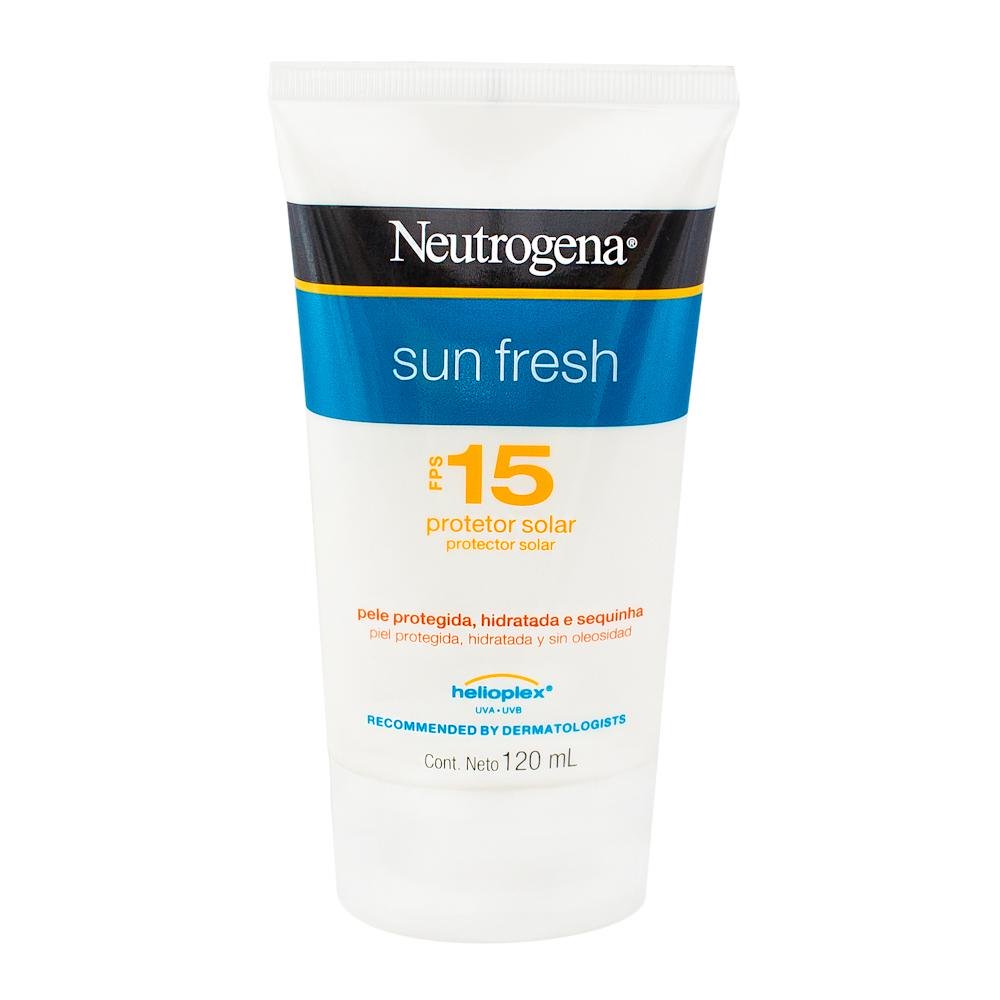 Neutrogena®
sun fresh
FPS 15
protetor solar
protector solar
pele protegida, hidratada e sequinha
piel protegida, hidratada y sin oleosidad
helioplex®
UVA • UVB
RECOMMENDED BY DERMATOLOGISTS
Cont. Neto 120 mL